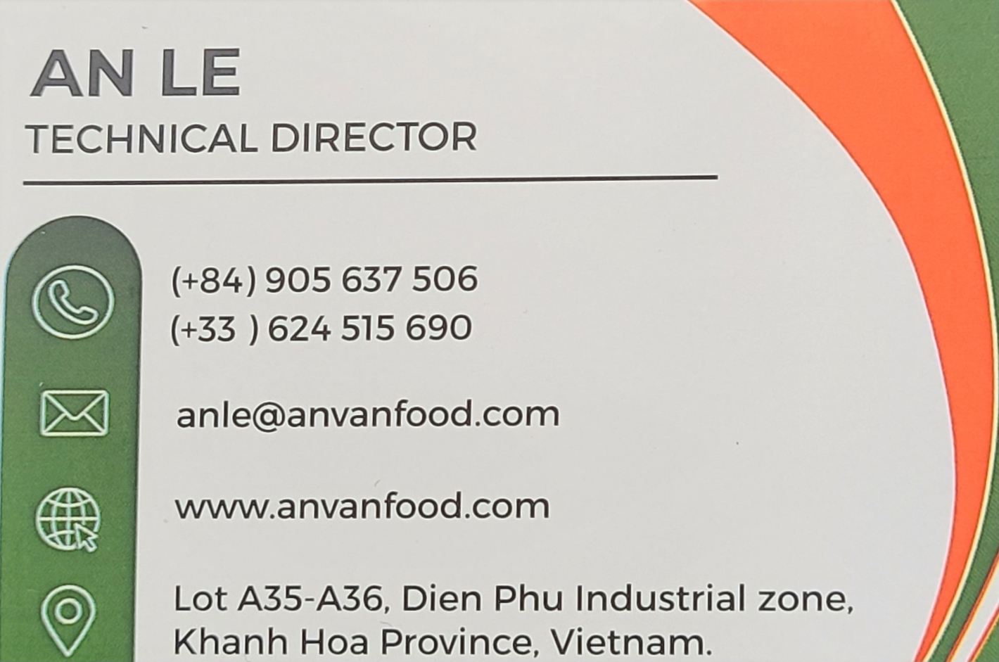 AN LE
TECHNICAL DIRECTOR
(+84) 905 637 506
(+33 ) 624 515 690
anle@anvanfood.com
www.anvanfood.com
Lot A35-A36, Dien Phu Industrial zone,
Khanh Hoa Province, Vietnam.